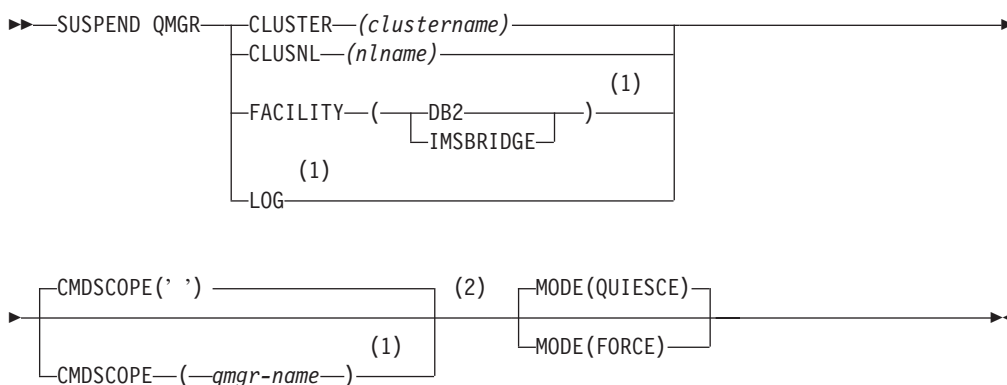 SUSPEND QMGR CLUSTER (clustername)
CLUSNL (nlname)
(1)
FACILITY ( DB2 )
IMSBRIDGE
(1)
LOG
CMDSCOPE(’ ’) (2) MODE(QUIESCE)
(1) MODE(FORCE)
CMDSCOPE ( qmgr-name )